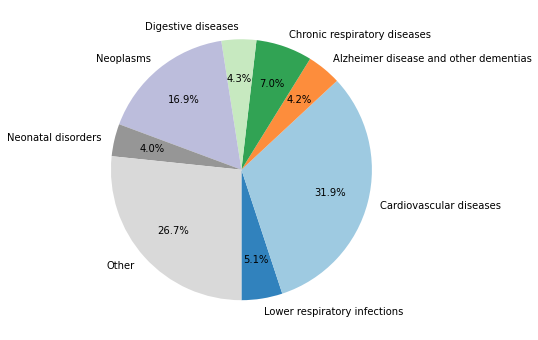 Digestive diseases
Chronic respiratory diseases
Neoplasms
Alzheimer disease and other dementias
4.3%
7.0%
16.9%
4.2%
Neonatal disorders
4.0%
31.9%
Cardiovascular diseases
26.7%
5.1%
Other
Lower respiratory infections